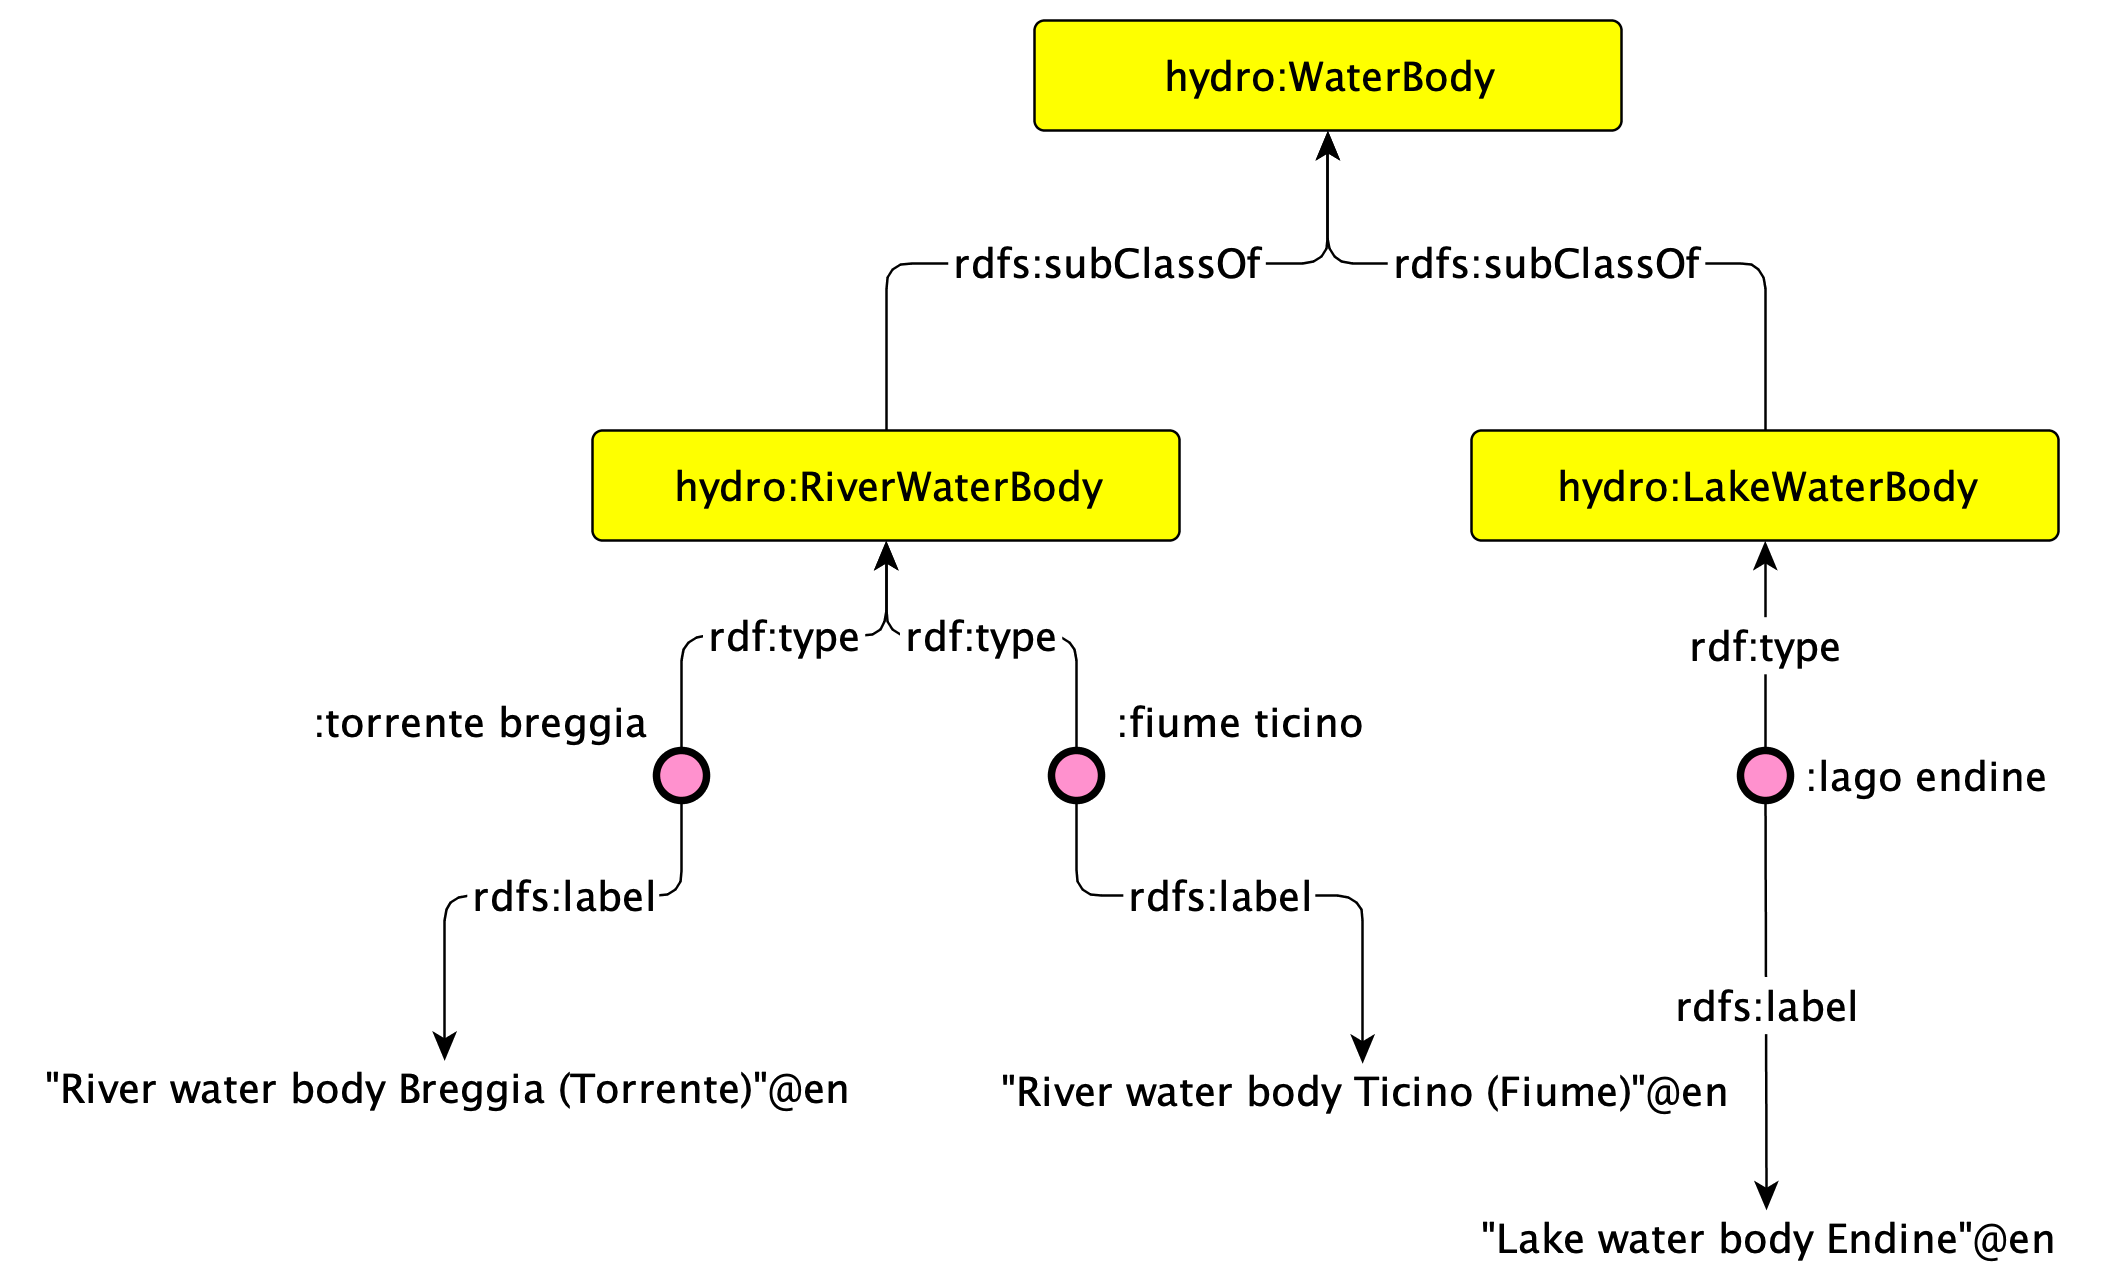 hydro:WaterBody
rdfs:subClassOf
rdfs:subClassOf
hydro:RiverWaterBody
hydro:LakeWaterBody
rdf:type
rdf:type
rdf:type
:torrente breggia
:fiume ticino
:lago endine
rdfs:label
rdfs:label
rdfs:label
"River water body Breggia (Torrente)"@en
"River water body Ticino (Fiume)"@en
"Lake water body Endine"@en